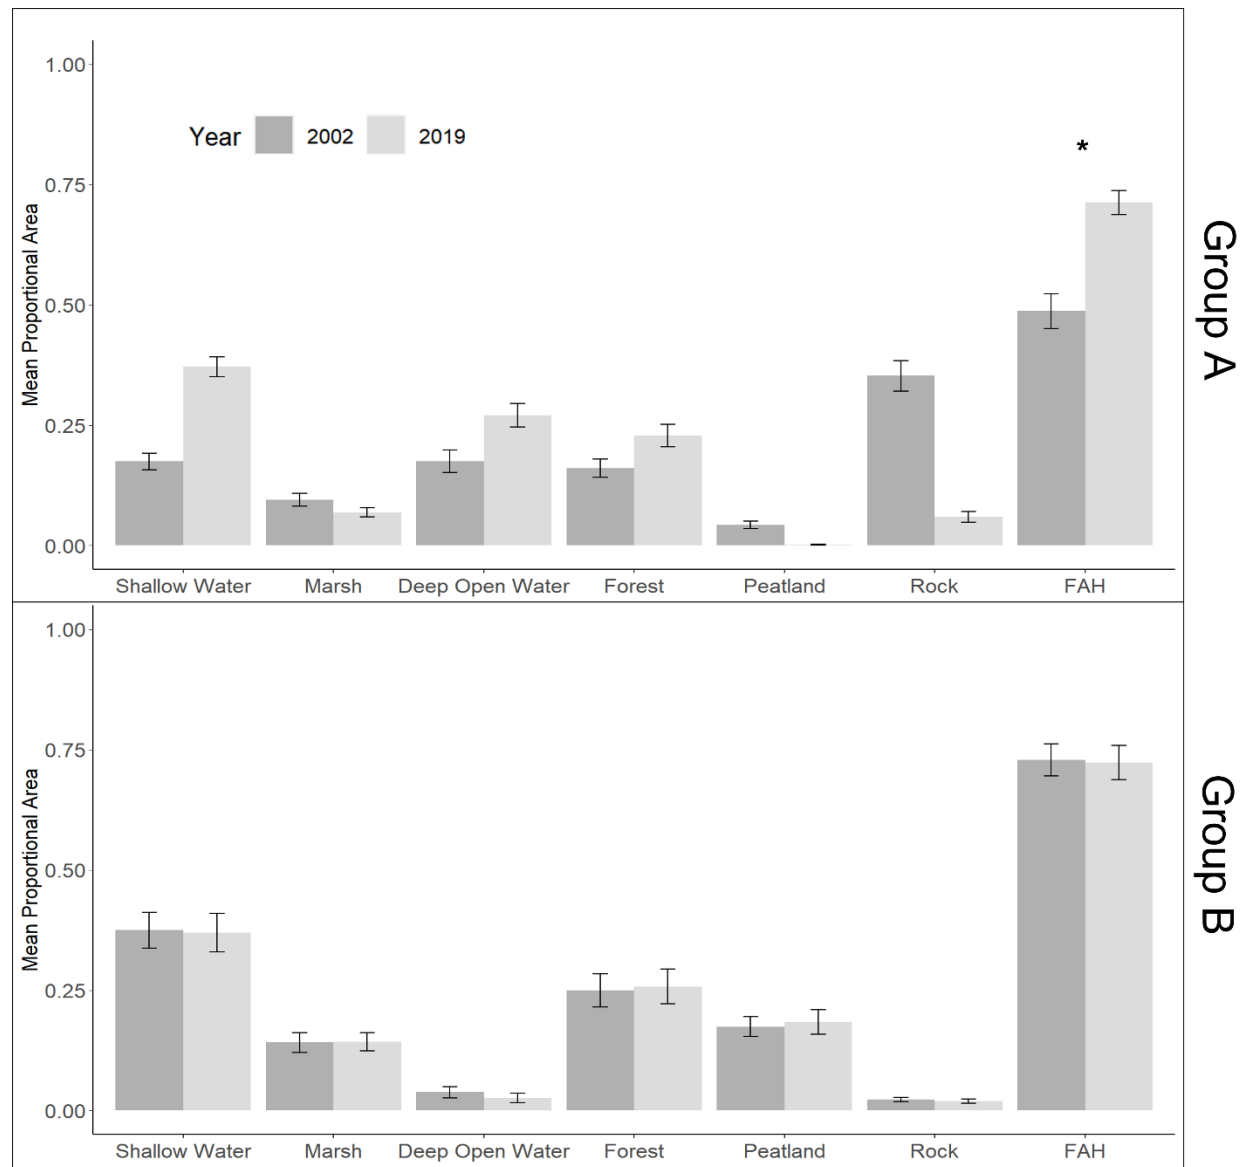 1.00
Year 2002 2019
*
0.75
0.50
0.25
0.00
Mean Proportional Area
Shallow Water Marsh Deep Open Water Forest Peatland Rock FAH
Group A
1.00
0.75
0.50
0.25
0.00
Mean Proportional Area
Shallow Water Marsh Deep Open Water Forest Peatland Rock FAH
Group B